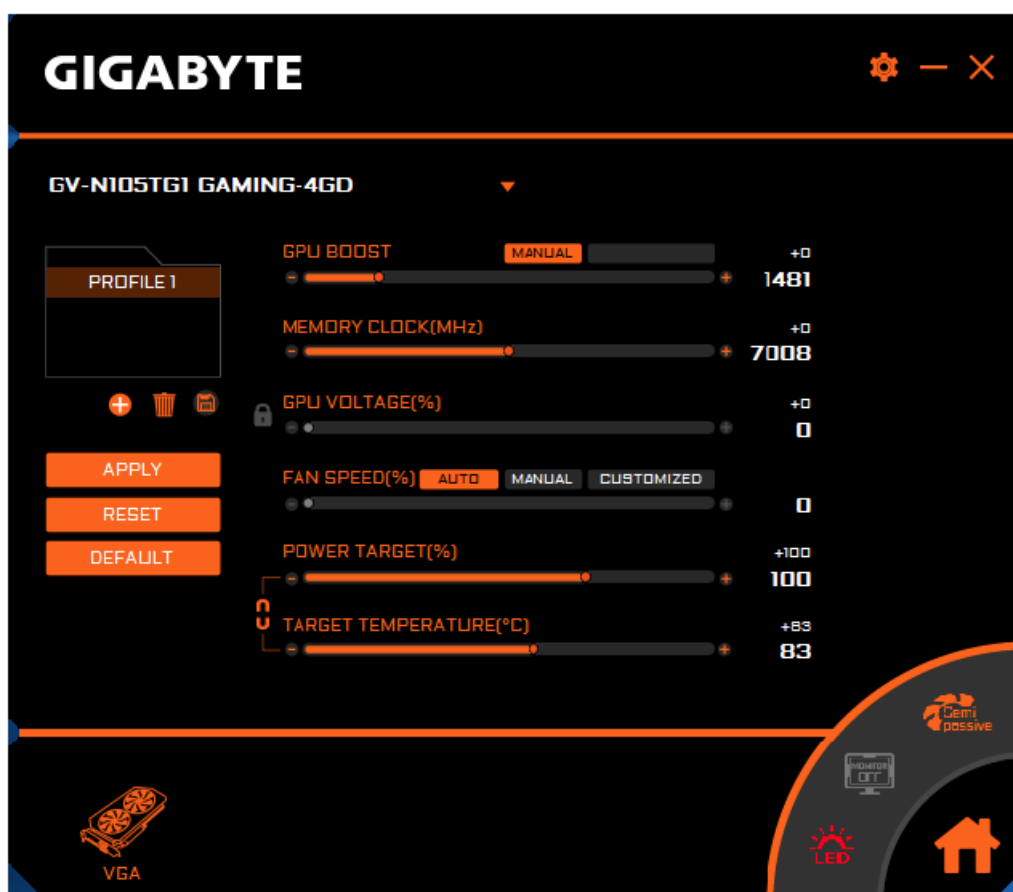 GIGABYTE
GV-N105TG1 GAMING-4GD
PROFILE 1
APPLY
RESET
DEFAULT
GPU BOOST MANUAL +0
1481
MEMORY CLOCK(MHz) +0
7008
GPU VOLTAGE(%) +0
0
FAN SPEED(%) AUTO MANUAL CUSTOMIZED
0
POWER TARGET(%) +100
100
TARGET TEMPERATURE(°C) +83
83
Semi
passive
MONITOR
OFF
LED
VGA